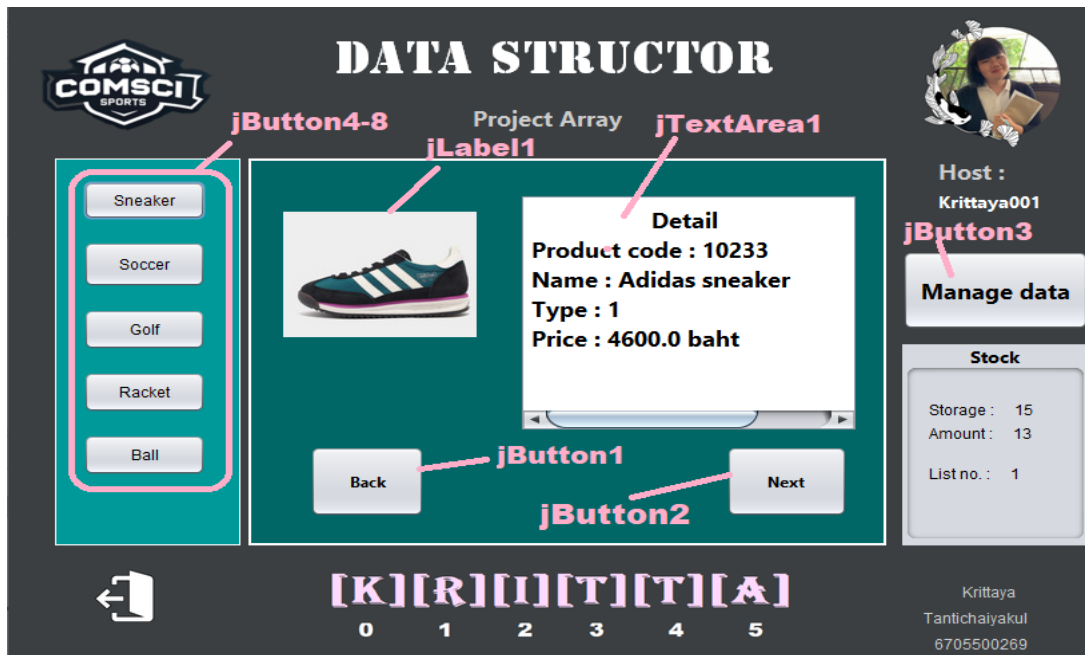 COMSCI
SPORTS
DATA STRUCTOR
Project Array
jButton4-8
jLabel1
jTextArea1
Sneaker
Soccer
Golf
Racket
Ball
Detail
Product code : 10233
Name : Adidas sneaker
Type : 1
Price : 4600.0 baht
Back
jButton1
Next
jButton2
Host :
Krittaya001
jButton3
Manage data
Stock
Storage : 15
Amount : 13
List no. : 1
[K][R][I][T][T][A]
0 1 2 3 4 5
Krittaya
Tantichaiyakul
6705500269